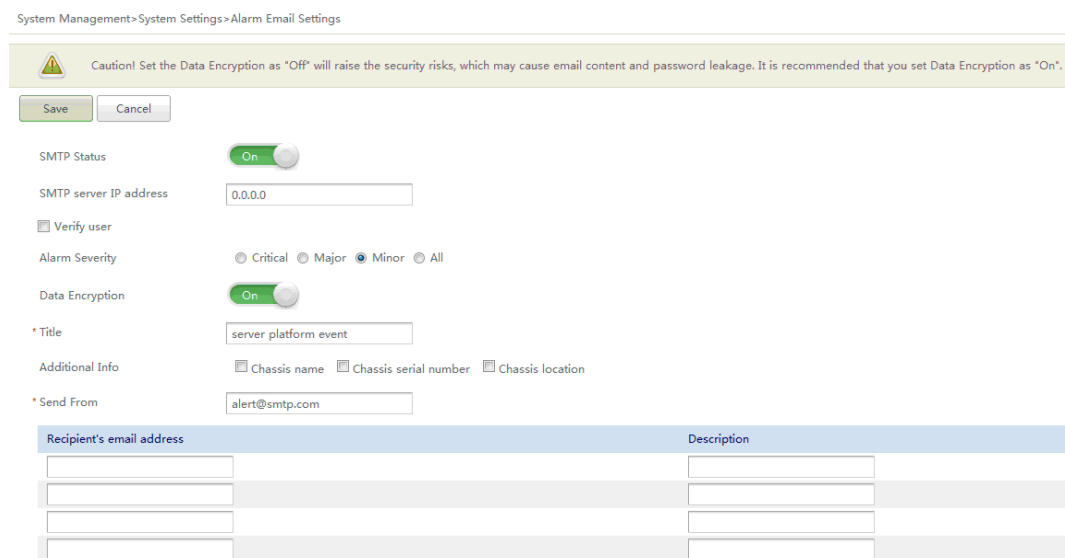 System Management>System Settings>Alarm Email Settings
Caution! Set the Data Encryption as "Off" will raise the security risks, which may cause email content and password leakage. It is recommended that you set Data Encryption as "On".
Save Cancel
SMTP Status On
SMTP server IP address 0.0.0.0
Verify user
Alarm Severity Critical Major Minor All
Data Encryption On
* Title server platform event
Additional Info Chassis name Chassis serial number Chassis location
* Send From alert@smtp.com
Recipient's email address Description